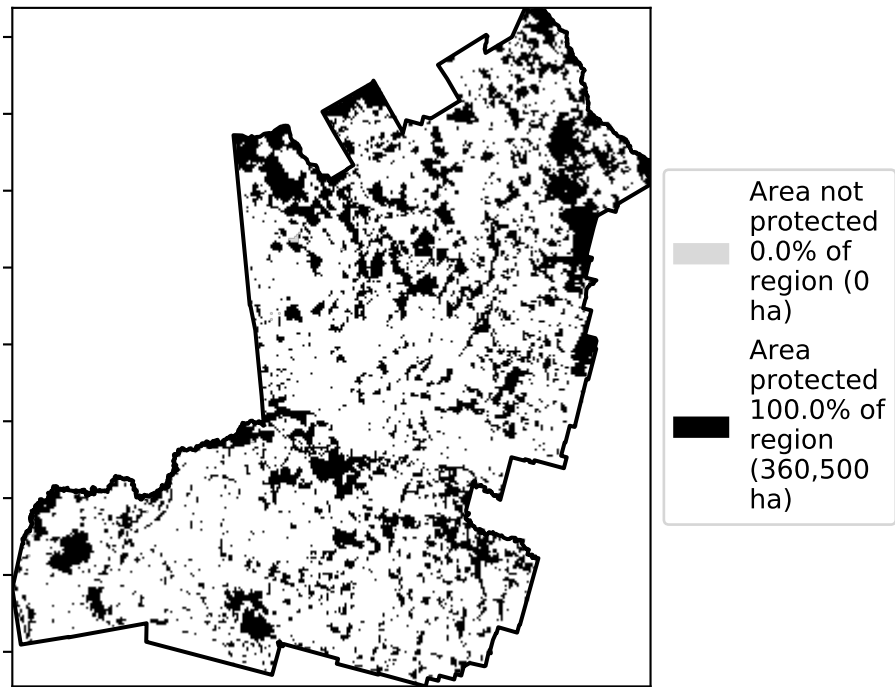 Area not
protected
0.0% of
region (0
ha)
Area
protected
100.0% of
region
(360,500
ha)